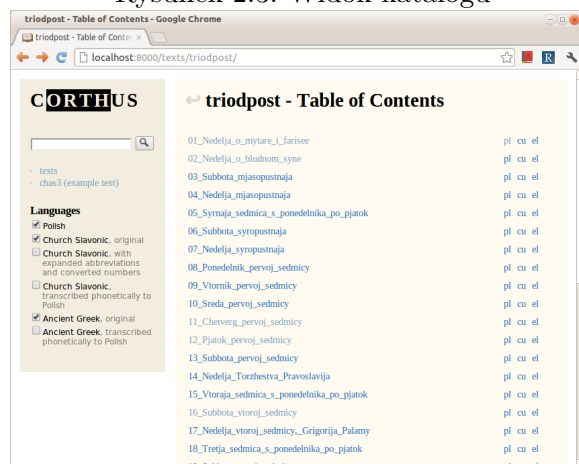 Rysunek 2.3: Widok katalogu
triodpost - Table of Contents - Google Chrome
triodpost - Table of Conte
localhost:8000/texts/triodpost/
CORTHUS
texts
chas3 (example text)
Languages
Polish
Church Slavonic, original
Church Slavonic, with
expanded abbreviations
and converted numbers
Church Slavonic,
transcribed phonetically to
Polish
Ancient Greek, original
Ancient Greek, transcribed
phonetically to Polish
↩ triodpost - Table of Contents
01_Nedelja_o_mytare_i_farisee pl cu el
02_Nedelja_o_bludnom_syne pl cu el
03_Subbota_mjasopustnaja pl cu el
04_Nedelja_mjasopustnaja pl cu el
05_Syrnaja_sedmica_s_ponedelnika_po_pjatok pl cu el
06_Subbota_syropustnaja pl cu el
07_Nedelja_syropustnaja pl cu el
08_Ponedelnik_pervoj_sedmicy pl cu el
09_Vtornik_pervoj_sedmicy pl cu el
10_Sreda_pervoj_sedmicy pl cu el
11_Chetverg_pervoj_sedmicy pl cu el
12_Pjatok_pervoj_sedmicy pl cu el
13_Subbota_pervoj_sedmicy pl cu el
14_Nedelja_Torzhestva_Pravoslavija pl cu el
15_Vtoraja_sedmica_s_ponedelnika_po_pjatok pl cu el
16_Subbota_vtoroj_sedmicy pl cu el
17_Nedelja_vtoroj_sedmicy,_Grigorija_Palamy pl cu el
18_Tretja_sedmica_s_ponedelnika_po_pjatok pl cu el